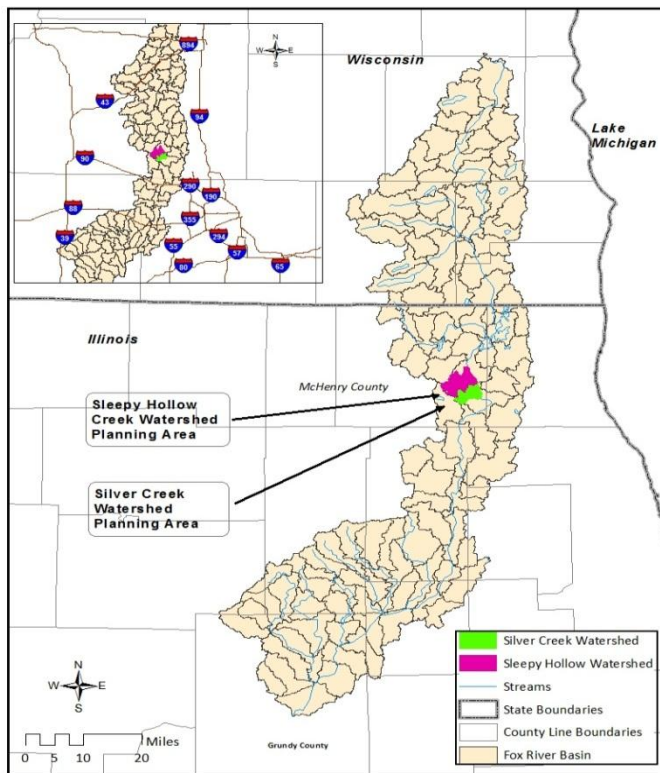 894
W E
S
43
94
90
290
190
88
355
39
294
55
57
80
65
Wisconsin
Lake
Michigan
Illinois
McHenry County
Sleepy Hollow
Creek Watershed
Planning Area
Silver Creek
Watershed
Planning Area
N
W E
S
Miles
0 5 10 20
Grundy County
Silver Creek Watershed
Sleepy Hollow Watershed
Streams
State Boundaries
County Line Boundaries
Fox River Basin